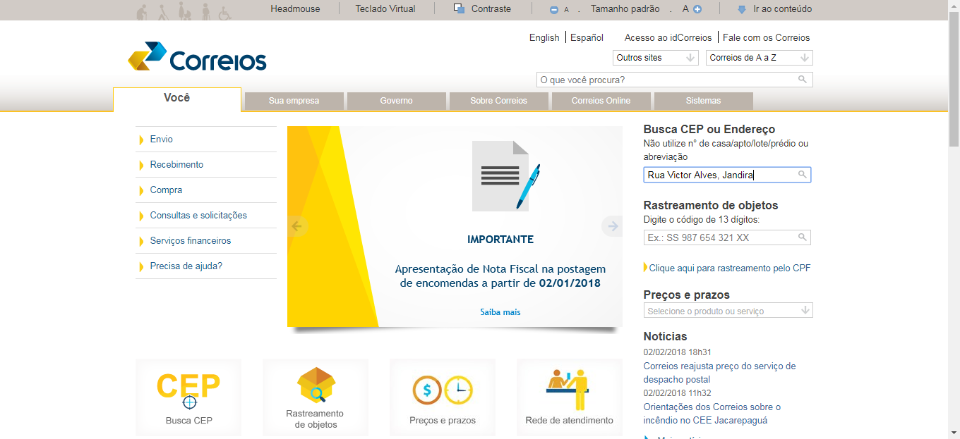 Headmouse
Teclado Virtual
Contraste
A . Tamanho padrão . A
Ir ao conteúdo
English | Español
Acesso ao idCorreios | Fale com os Correios
Correios
Outros sites
Correios de A a Z
O que você procura?
Você
Sua empresa
Governo
Sobre Correios
Correios Online
Sistemas
Envio
Recebimento
Compra
Consultas e solicitações
Serviços financeiros
Precisa de ajuda?
IMPORTANTE
Apresentação de Nota Fiscal na postagem
de encomendas a partir de 02/01/2018
Saiba mais
Busca CEP ou Endereço
Não utilize n° de casa/apto/lote/prédio ou
abreviação
Rua Victor Alves, Jandira
Rastreamento de objetos
Digite o código de 13 dígitos:
Ex.: SS 987 654 321 XX
Clique aqui para rastreamento pelo CPF
Preços e prazos
Selecione o produto ou serviço
Notícias
02/02/2018 18h31
Correios reajusta preço do serviço de
despacho postal
02/02/2018 11h32
Orientações dos Correios sobre o
incêndio no CEE Jacarepaguá
CEP
Busca CEP
Rastreamento
de objetos
$
Preços e prazos
Rede de atendimento